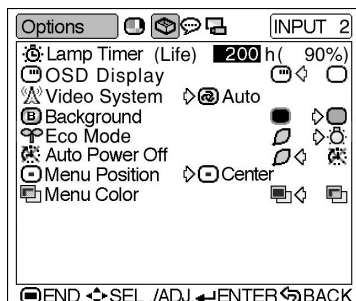 Options INPUT 2
Lamp Timer (Life) 200 h( 90%)
OSD Display
Video System Auto
B Background
Eco Mode
Auto Power Off
Menu Position Center
Menu Color
END SEL./ADJ. ENTER BACK